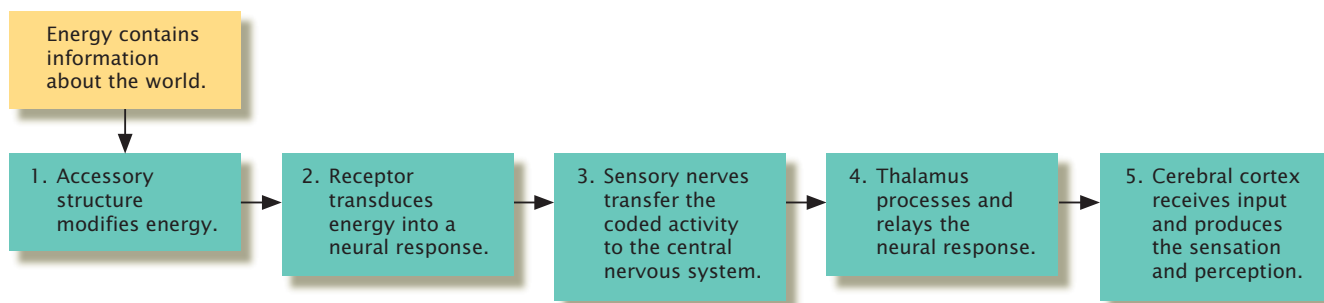 Energy contains
information
about the world.
1. Accessory
structure
modifies energy.
2. Receptor
transduces
energy into a
neural response.
3. Sensory nerves
transfer the
coded activity
to the central
nervous system.
4. Thalamus
processes and
relays the
neural response.
5. Cerebral cortex
receives input
and produces
the sensation
and perception.